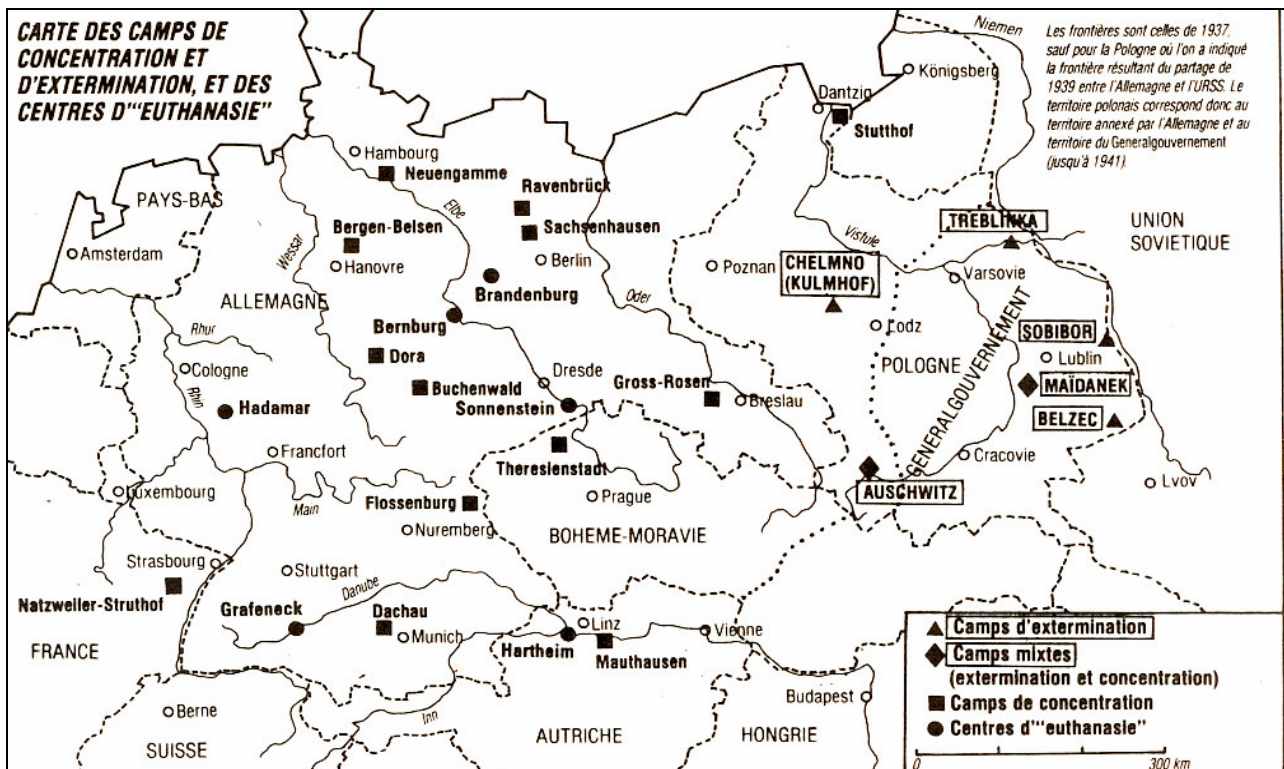 CARTE DES CAMPS DE
CONCENTRATION ET
D'EXTERMINATION, ET DES
CENTRES D'"EUTHANASIE"
Les frontières sont celles de 1937,
sauf pour la Pologne où l'on a indiqué
la frontière résultant du partage de
1939 entre l'Allemagne et l'URSS. Le
territoire polonais correspond donc au
territoire annexé par l'Allemagne et au
territoire du Generalgouvernement
(jusqu'à 1941).
Niemen
Königsberg
Dantzig
Stutthof
Hambourg
Neuengamme
PAYS-BAS
Ravenbrück
Elbe
Bergen-Belsen
Sachsenhausen
TREBLINKA
UNION
SOVIETIQUE
Amsterdam
Wessar
Hanovre
Berlin
Vistule
Poznan
CHELMNO
(KULMHOF)
Varsovie
ALLEMAGNE
Brandenburg
Oder
Bernburg
Lodz
SOBIBOR
Rhur
Dora
POLOGNE
GENERALGOUVERNEMENT
Lublin
Cologne
Rhin
Buchenwald
Dresde
Gross-Rosen
MAÏDANEK
Hadamar
Sonnenstein
Breslau
BELZEC
Francfort
Theresienstadt
Cracovie
Luxembourg
Main
Flossenburg
Prague
AUSCHWITZ
Lvov
Nuremberg
BOHEME-MORAVIE
Strasbourg
Stuttgart
Natzweiler-Struthof
Danube
Grafeneck
Dachau
Linz
Vienne
Munich
Hartheim
Mauthausen
FRANCE
Berne
Inn
Budapest
SUISSE
AUTRICHE
HONGRIE
Camps d'extermination
Camps mixtes
(extermination et concentration)
Camps de concentration
Centres d'"euthanasie"
0 300 km